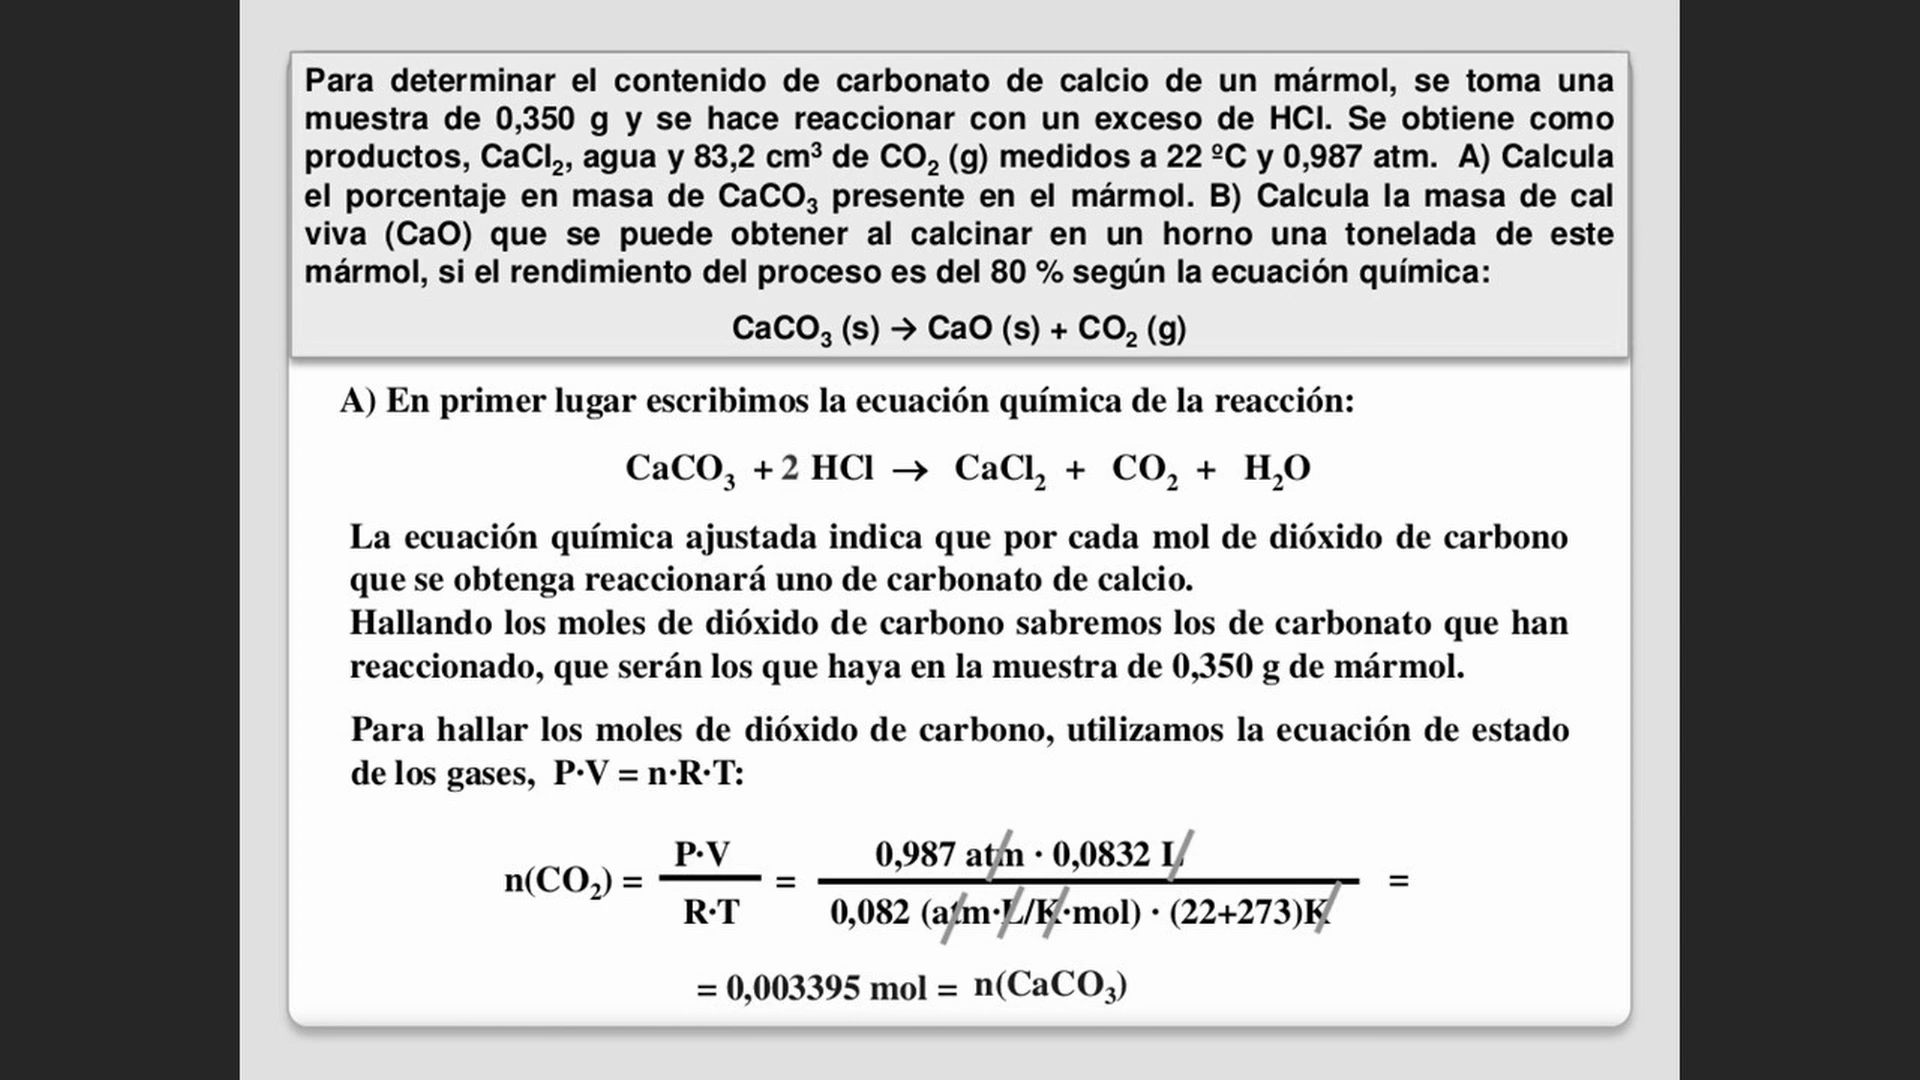 Para determinar el contenido de carbonato de calcio de un mármol, se toma una
muestra de 0,350 g y se hace reaccionar con un exceso de HCl. Se obtiene como
productos, CaCl₂, agua y 83,2 cm³ de CO₂ (g) medidos a 22 ºC y 0,987 atm. A) Calcula
el porcentaje en masa de CaCO₃ presente en el mármol. B) Calcula la masa de cal
viva (CaO) que se puede obtener al calcinar en un horno una tonelada de este
mármol, si el rendimiento del proceso es del 80 % según la ecuación química:
CaCO₃ (s) → CaO (s) + CO₂ (g)
A) En primer lugar escribimos la ecuación química de la reacción:
CaCO₃ + 2 HCl → CaCl₂ + CO₂ + H₂O
La ecuación química ajustada indica que por cada mol de dióxido de carbono
que se obtenga reaccionará uno de carbonato de calcio.
Hallando los moles de dióxido de carbono sabremos los de carbonato que han
reaccionado, que serán los que haya en la muestra de 0,350 g de mármol.
Para hallar los moles de dióxido de carbono, utilizamos la ecuación de estado
de los gases, P·V = n·R·T:
P·V 0,987 atm · 0,0832 L
n(CO₂) = = =
R·T 0,082 (atm·L/K·mol) · (22+273)K
= 0,003395 mol = n(CaCO₃)